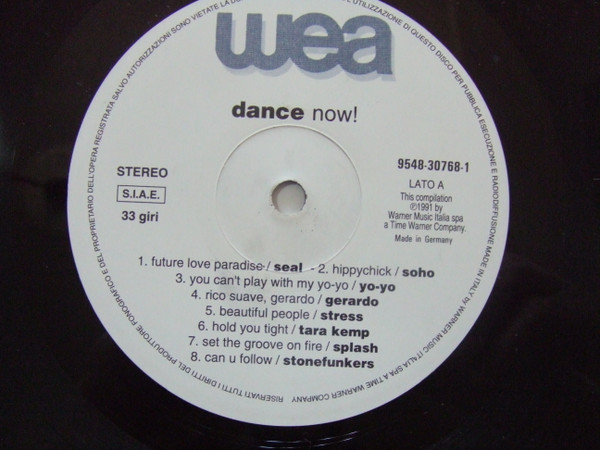 wea
dance now!
STEREO
S.I.A.E.
33 giri
9548-30768-1
LATO A
This compilation
℗1991 by
Warner Music Italia spa
a Time Warner Company.
Made in Germany
1. future love paradise / seal - 2. hippychick / soho
3. you can't play with my yo-yo / yo-yo
4. rico suave, gerardo / gerardo
5. beautiful people / stress
6. hold you tight / tara kemp
7. set the groove on fire / splash
8. can u follow / stonefunkers
RISERVATI TUTTI I DIRITTI DEL PRODUTTORE FONOGRAFICO E DEL PROPRIETARIO DELL'OPERA REGISTRATA SALVO AUTORIZZAZIONI SONO VIETATE LA
L'UTILIZZAZIONE DI QUESTO DISCO PER PUBBLICA ESECUZIONE E RADIODIFFUSIONE MADE IN ITALY by WARNER MUSIC ITALIA SPA A TIME WARNER COMPANY